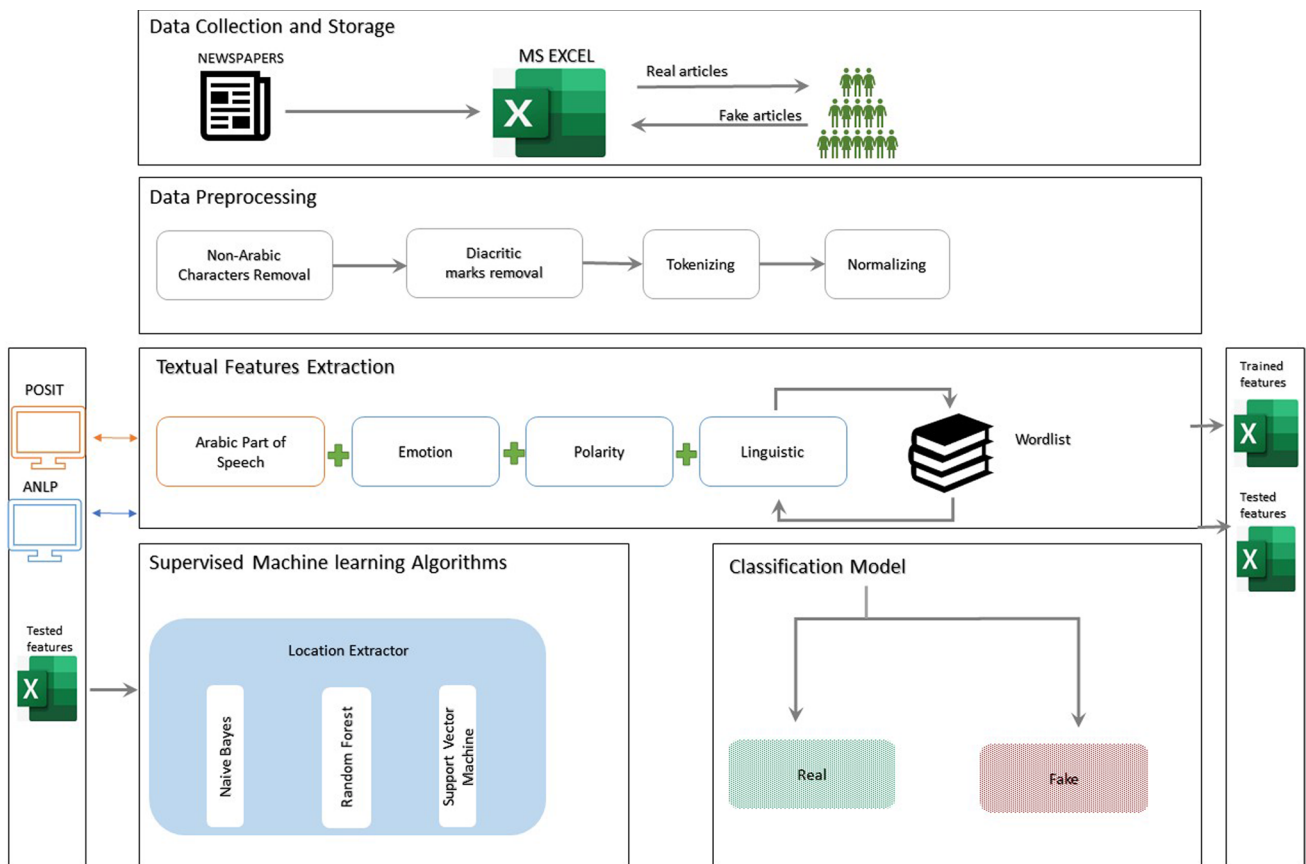 Data Collection and Storage
NEWSPAPERS
MS EXCEL
X
Real articles
Fake articles
Data Preprocessing
Non-Arabic
Characters Removal
Diacritic
marks removal
Tokenizing
Normalizing
POSIT
ANLP
Textual Features Extraction
Arabic Part of
Speech
Emotion
Polarity
Linguistic
Wordlist
Trained
features
X
Tested
features
X
Tested
features
X
Supervised Machine learning Algorithms
Location Extractor
Naive Bayes
Random Forest
Support Vector
Machine
Classification Model
Real
Fake